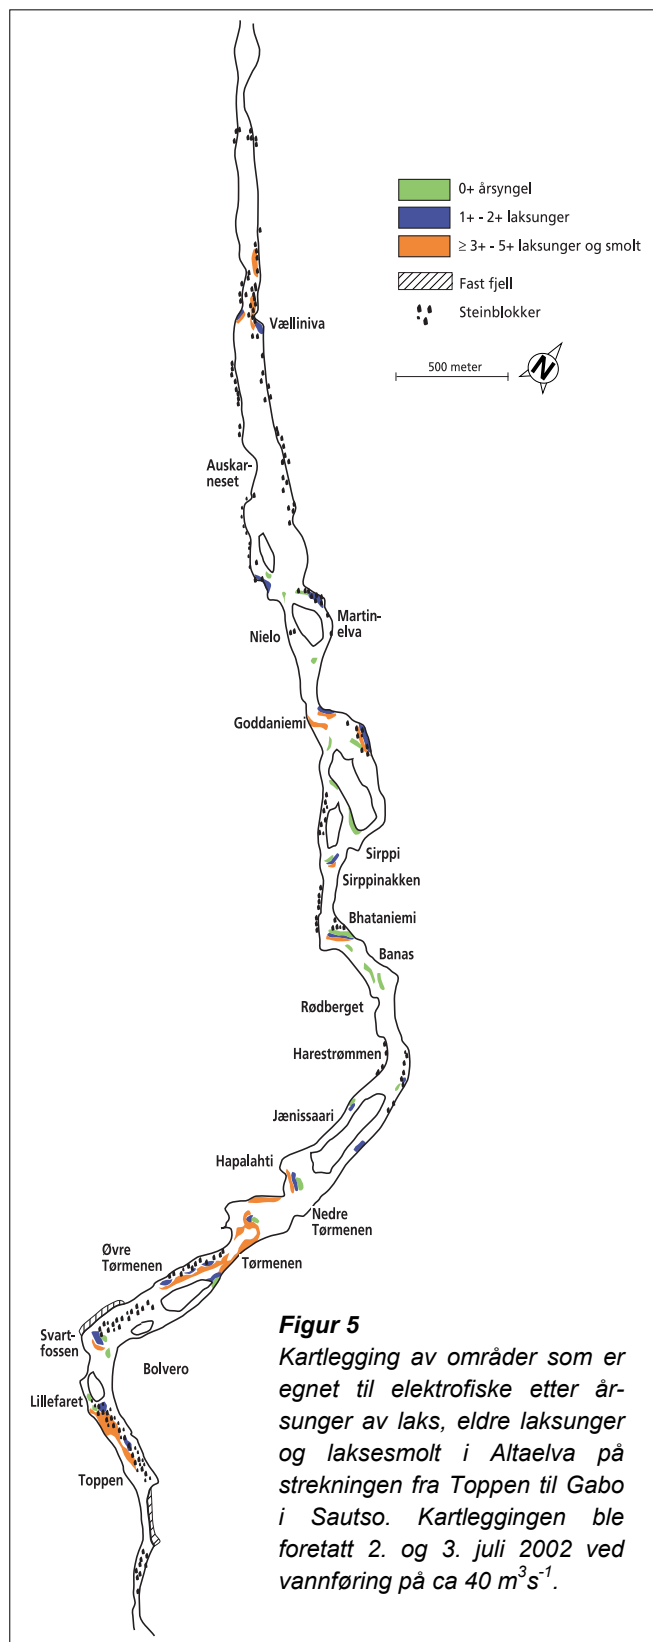 0+ årsyngel
1+ - 2+ laksunger
≥ 3+ - 5+ laksunger og smolt
Fast fjell
Steinblokker
500 meter
N
Vælliniva
Auskar-
neset
Martin-
elva
Nielo
Goddaniemi
Sirppi
Sirppinakken
Bhataniemi
Banas
Rødberget
Harestrømmen
Jænissaari
Hapalahti
Nedre
Tørmenen
Øvre
Tørmenen
Tørmenen
Svart-
fossen
Bolvero
Lillefaret
Toppen
Figur 5
Kartlegging av områder som er
egnet til elektrofiske etter år-
sunger av laks, eldre laksunger
og laksesmolt i Altaelva på
strekningen fra Toppen til Gabo
i Sautso. Kartleggingen ble
foretatt 2. og 3. juli 2002 ved
vannføring på ca 40 m³s⁻¹.